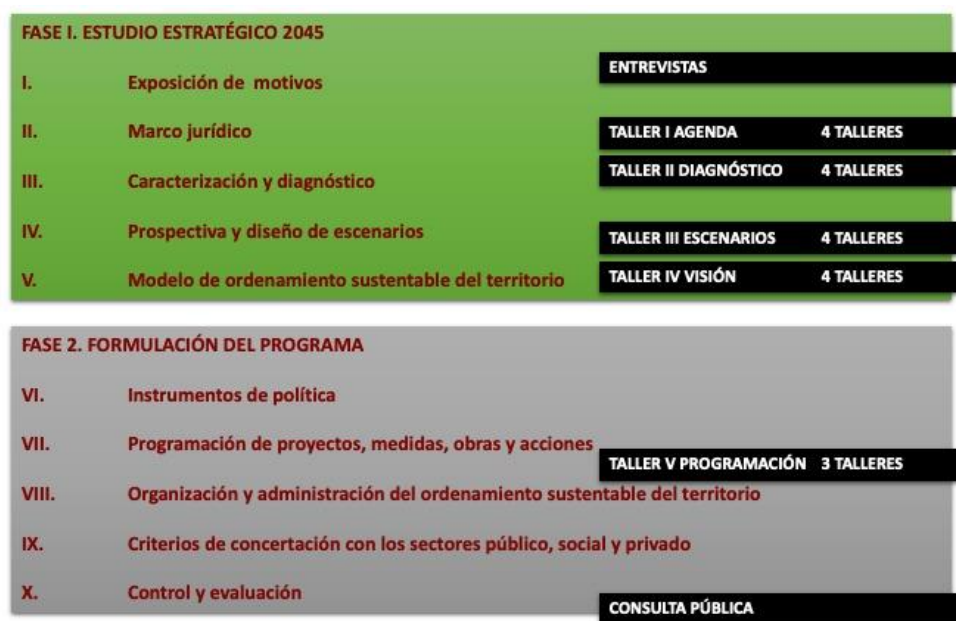 FASE I. ESTUDIO ESTRATÉGICO 2045
ENTREVISTAS
I. Exposición de motivos
II. Marco jurídico
TALLER I AGENDA 4 TALLERES
III. Caracterización y diagnóstico
TALLER II DIAGNÓSTICO 4 TALLERES
IV. Prospectiva y diseño de escenarios
TALLER III ESCENARIOS 4 TALLERES
V. Modelo de ordenamiento sustentable del territorio
TALLER IV VISIÓN 4 TALLERES
FASE 2. FORMULACIÓN DEL PROGRAMA
VI. Instrumentos de política
VII. Programación de proyectos, medidas, obras y acciones
TALLER V PROGRAMACIÓN 3 TALLERES
VIII. Organización y administración del ordenamiento sustentable del territorio
IX. Criterios de concertación con los sectores público, social y privado
X. Control y evaluación
CONSULTA PÚBLICA